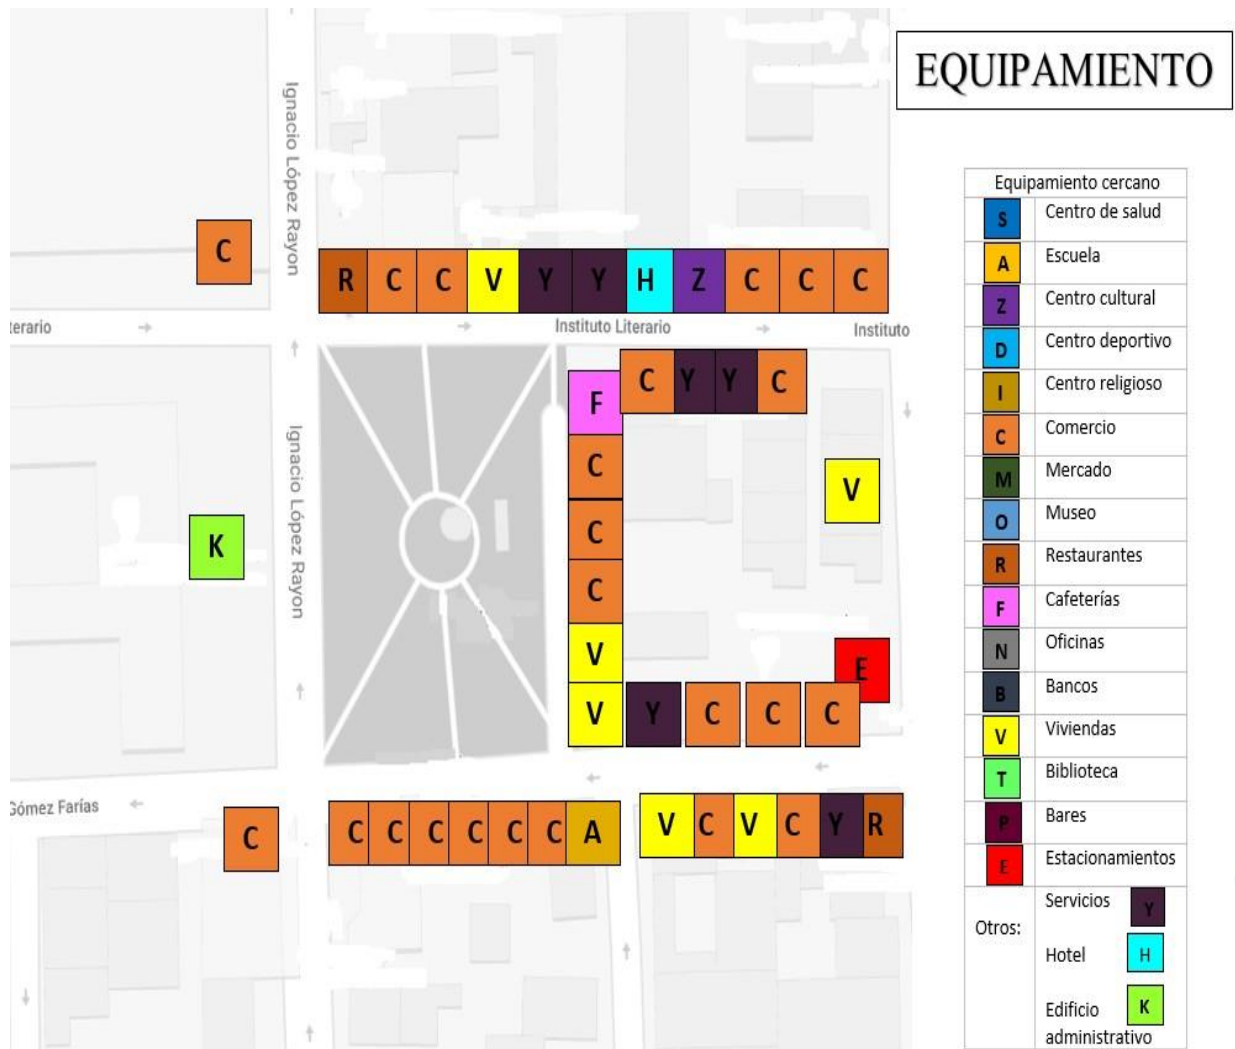 EQUIPAMIENTO
Ignacio López Rayon
C
R C C V Y Y H Z C C C
terario
Instituto Literario
Instituto
C Y Y C
F
C
V
Ignacio López Rayon
K
C
C
V
E
V Y C C C
Gómez Farías
C
C C C C C A
V C V C Y R
Equipamiento cercano
S Centro de salud
A Escuela
Z Centro cultural
D Centro deportivo
I Centro religioso
C Comercio
M Mercado
O Museo
R Restaurantes
F Cafeterías
N Oficinas
B Bancos
V Viviendas
T Biblioteca
P Bares
E Estacionamientos
Otros:
Servicios Y
Hotel H
Edificio K
administrativo